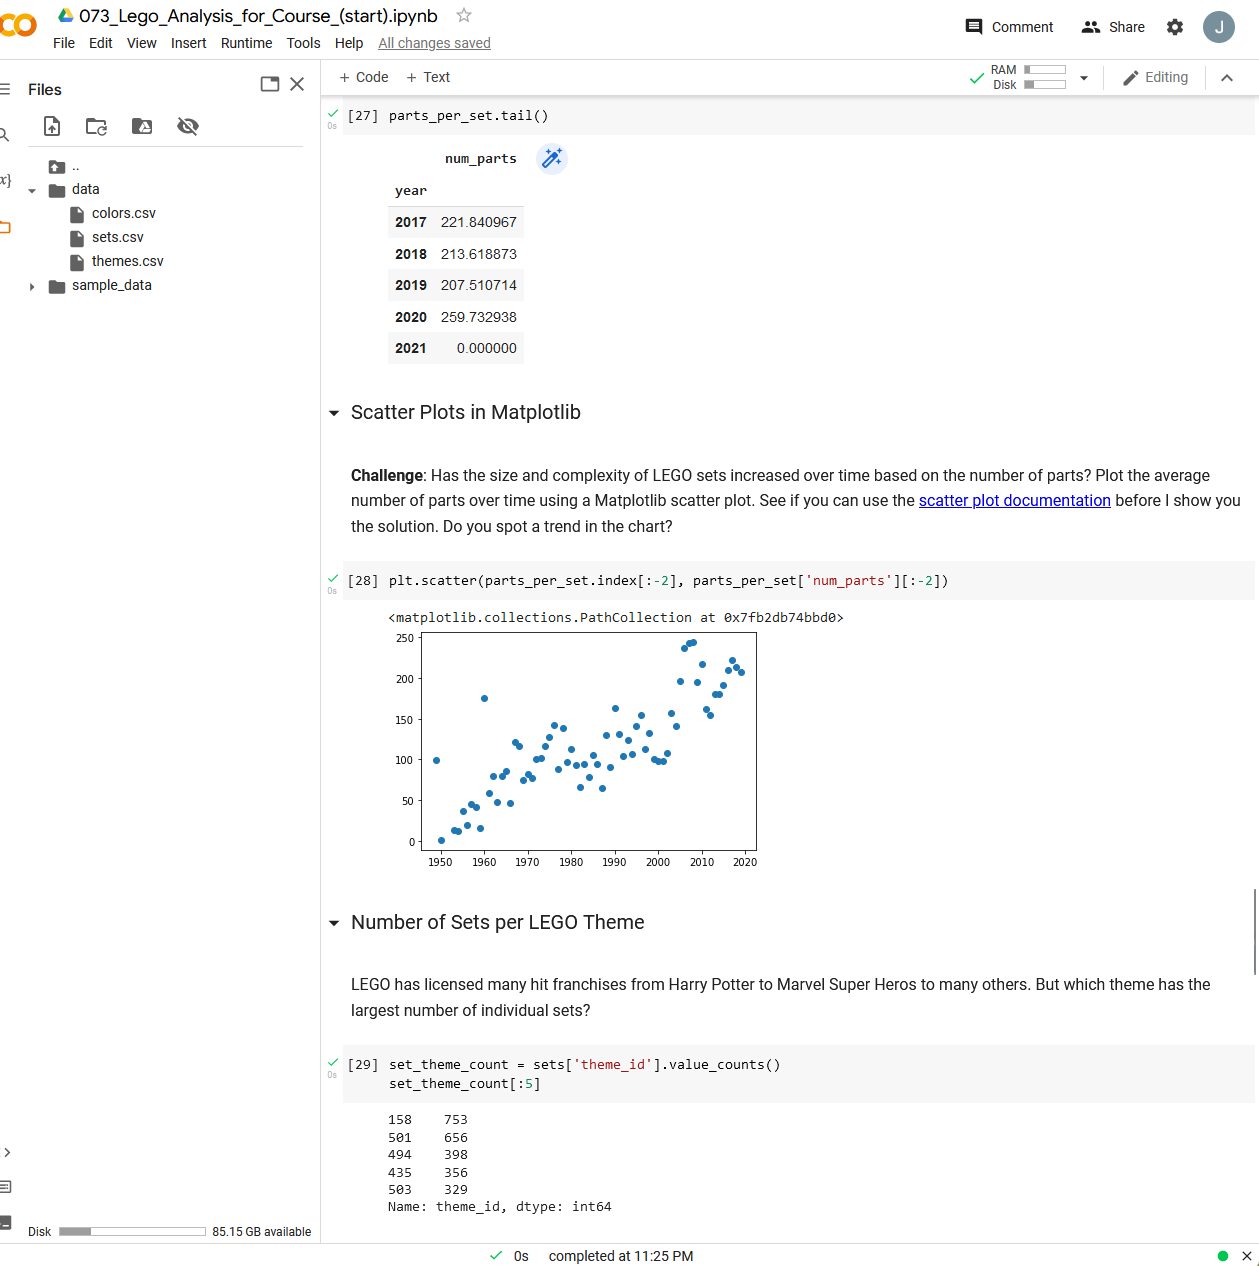 073_Lego_Analysis_for_Course_(start).ipynb
Comment
Share
J
File Edit View Insert Runtime Tools Help All changes saved
Files
+ Code + Text
RAM
Disk
Editing
..
data
colors.csv
sets.csv
themes.csv
sample_data
[27] parts_per_set.tail()
0s
num_parts
year
2017 221.840967
2018 213.618873
2019 207.510714
2020 259.732938
2021 0.000000
Scatter Plots in Matplotlib
Challenge: Has the size and complexity of LEGO sets increased over time based on the number of parts? Plot the average
number of parts over time using a Matplotlib scatter plot. See if you can use the scatter plot documentation before I show you
the solution. Do you spot a trend in the chart?
[28] plt.scatter(parts_per_set.index[:-2], parts_per_set['num_parts'][:-2])
0s
<matplotlib.collections.PathCollection at 0x7fb2db74bbd0>
250
200
150
100
50
0
1950 1960 1970 1980 1990 2000 2010 2020
Number of Sets per LEGO Theme
LEGO has licensed many hit franchises from Harry Potter to Marvel Super Heros to many others. But which theme has the
largest number of individual sets?
[29] set_theme_count = sets['theme_id'].value_counts()
0s
set_theme_count[:5]
158 753
501 656
494 398
435 356
503 329
Name: theme_id, dtype: int64
Disk 85.15 GB available
0s completed at 11:25 PM